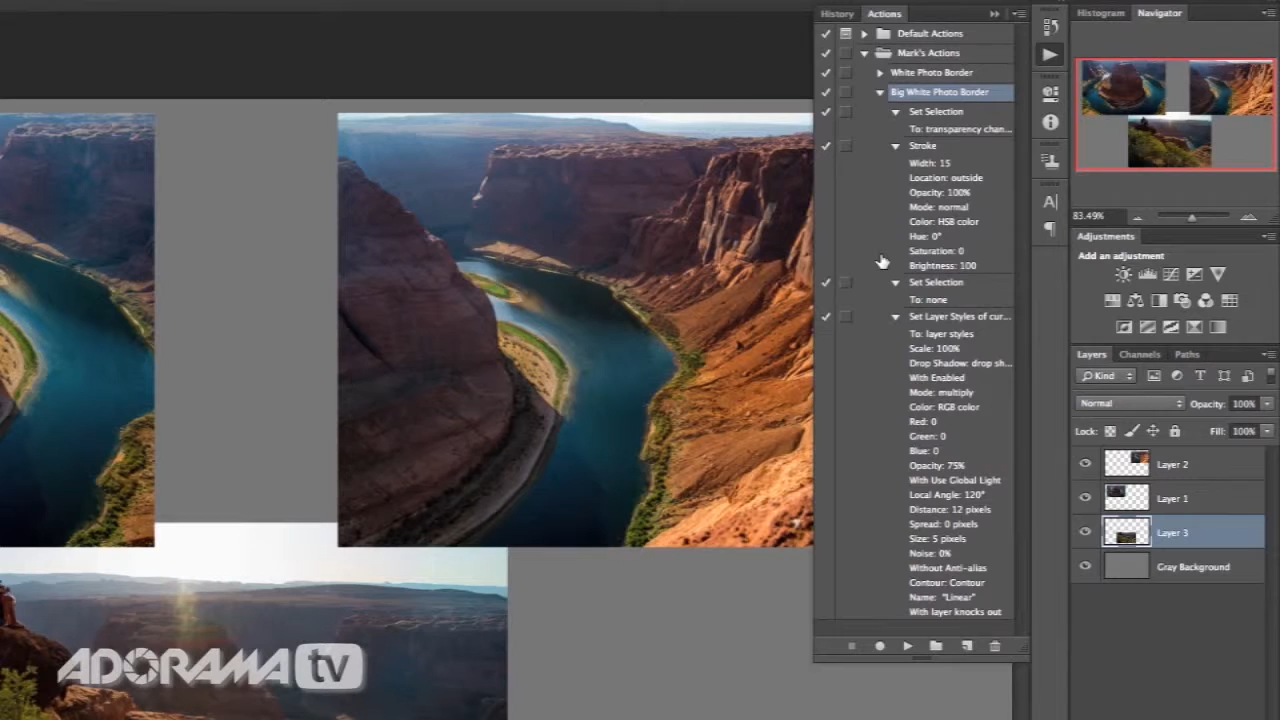 History Actions
Default Actions
Mark's Actions
White Photo Border
Big White Photo Border
Set Selection
To: transparency chan...
Stroke
Width: 15
Location: outside
Opacity: 100%
Mode: normal
Color: HSB color
Hue: 0°
Saturation: 0
Brightness: 100
Set Selection
To: none
Set Layer Styles of cur...
To: layer styles
Scale: 100%
Drop Shadow: drop sh...
With Enabled
Mode: multiply
Color: RGB color
Red: 0
Green: 0
Blue: 0
Opacity: 75%
With Use Global Light
Local Angle: 120°
Distance: 12 pixels
Spread: 0 pixels
Size: 5 pixels
Noise: 0%
Without Anti-alias
Contour: Contour
Name: "Linear"
With layer knocks out
Histogram Navigator
83.49%
Adjustments
Add an adjustment
Layers Channels Paths
Kind
Normal Opacity: 100%
Lock: Fill: 100%
Layer 2
Layer 1
Layer 3
Gray Background
ADORAMA tv